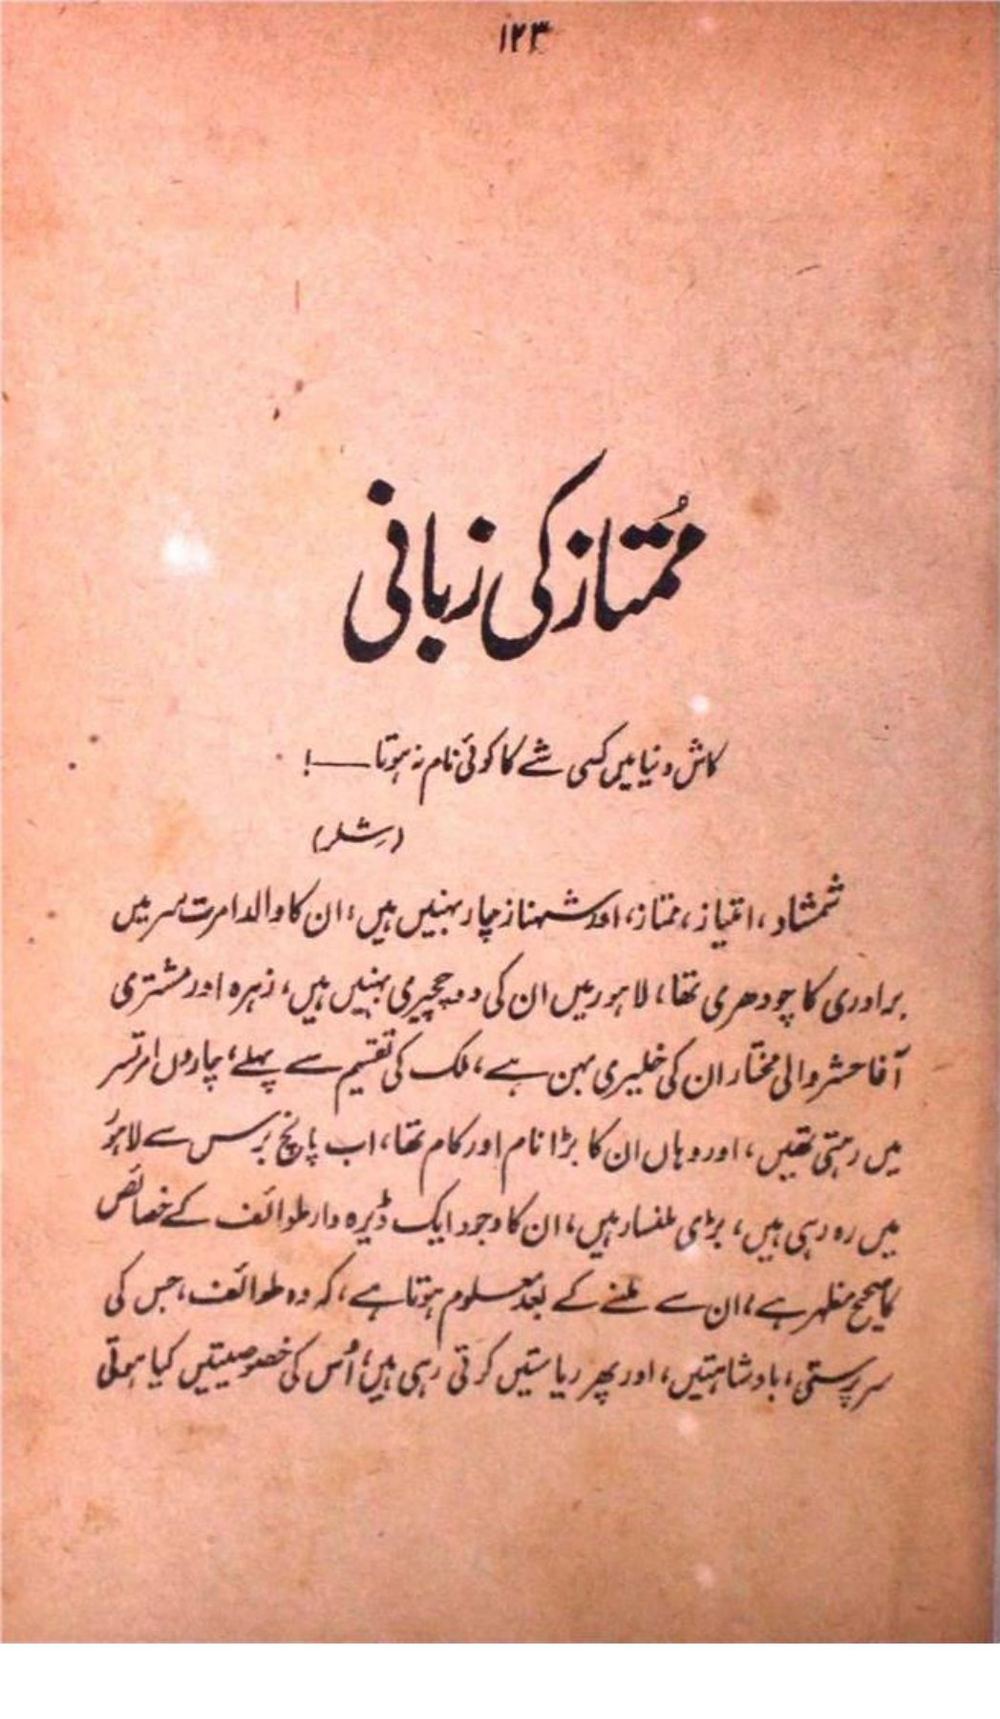 ۱۲۳
مُمتاز کی زبانی
کاش دنیا میں کسی شے کا کوئی نام نہ ہوتا ——!
(شلر)
شمشاد، امتیاز، ممتاز، اور شہناز چار بہنیں ہیں، ان کا والد امرت سر میں
برادری کا چودھری تھا، لاہور میں ان کی دو چچیری بہنیں ہیں، زہرہ اور مشتری
آغا حشر والی مختار ان کی خلیری بہن ہے، ملک کی تقسیم سے پہلے، چاروں امرتسر
میں رہتی تھیں، اور وہاں ان کا بڑا نام اور کام تھا، اب پانچ برس سے لاہور
میں رہ رہی ہیں، بڑی ملنسار ہیں، ان کا وجود ایک ڈیرہ دار طوائف کے خصائص
کا صحیح مظہر ہے، ان سے ملنے کے بعد معلوم ہوتا ہے، کہ وہ طوائف، جس کی
سرپرستی، بادشاہتیں، اور پھر ریاستیں کرتی رہی ہیں، اُس کی خصوصیتیں کیا ہوتی